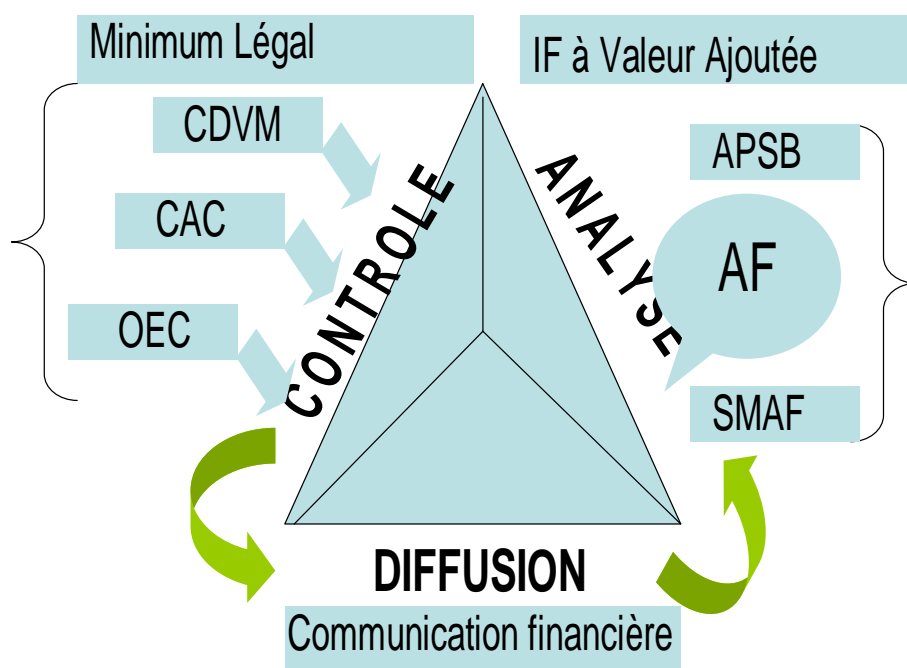 Minimum Légal
IF à Valeur Ajoutée
CDVM
CAC
OEC
CONTROLE
ANALYSE
APSB
AF
SMAF
DIFFUSION
Communication financière